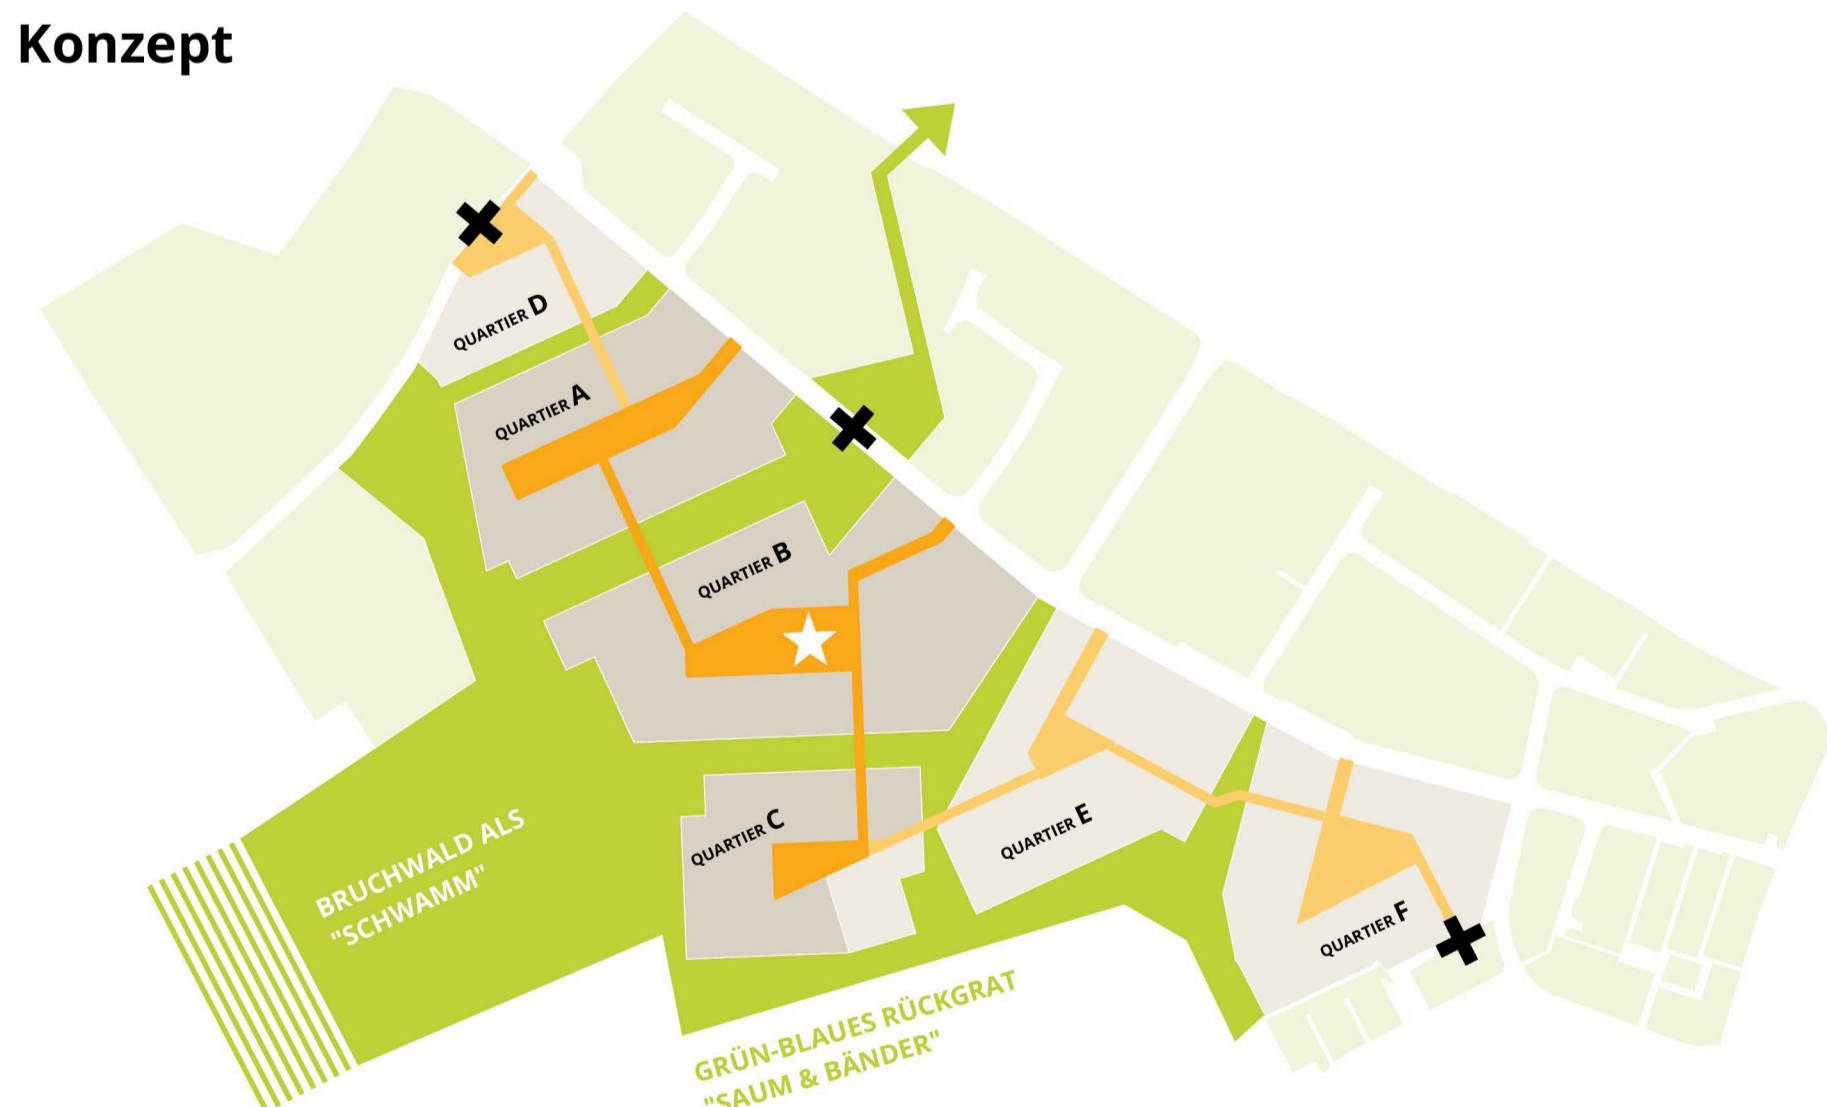 Konzept
QUARTIER D
QUARTIER A
QUARTIER B
QUARTIER C
QUARTIER E
QUARTIER F
BRUCHWALD ALS
"SCHWAMM"
GRÜN-BLAUES RÜCKGRAT
"SAUM & BÄNDER"